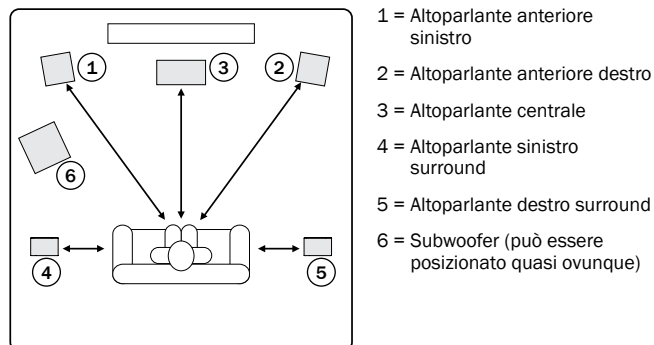 1
3
2
6
4
5
1 = Altoparlante anteriore
sinistro
2 = Altoparlante anteriore destro
3 = Altoparlante centrale
4 = Altoparlante sinistro
surround
5 = Altoparlante destro surround
6 = Subwoofer (può essere
posizionato quasi ovunque)